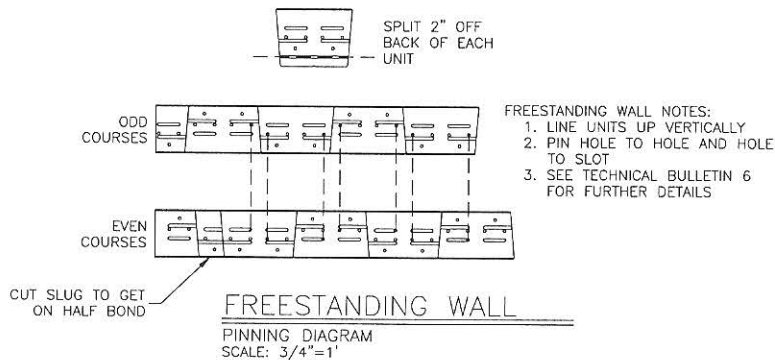 SPLIT 2" OFF
BACK OF EACH
UNIT
ODD
COURSES
FREESTANDING WALL NOTES:
1. LINE UNITS UP VERTICALLY
2. PIN HOLE TO HOLE AND HOLE
TO SLOT
3. SEE TECHNICAL BULLETIN 6
FOR FURTHER DETAILS
EVEN
COURSES
CUT SLUG TO GET
ON HALF BOND
FREESTANDING WALL
PINNING DIAGRAM
SCALE: 3/4"=1'